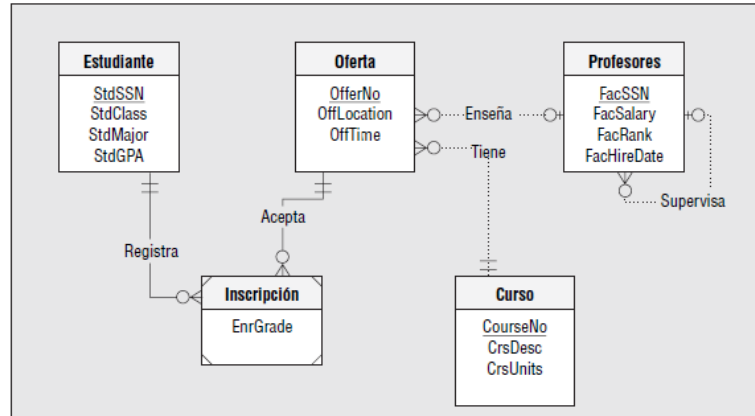 Estudiante
StdSSN
StdClass
StdMajor
StdGPA
Oferta
OfferNo
OffLocation
OffTime
Profesores
FacSSN
FacSalary
FacRank
FacHireDate
Enseña
Tiene
Supervisa
Acepta
Registra
Inscripción
EnrGrade
Curso
CourseNo
CrsDesc
CrsUnits